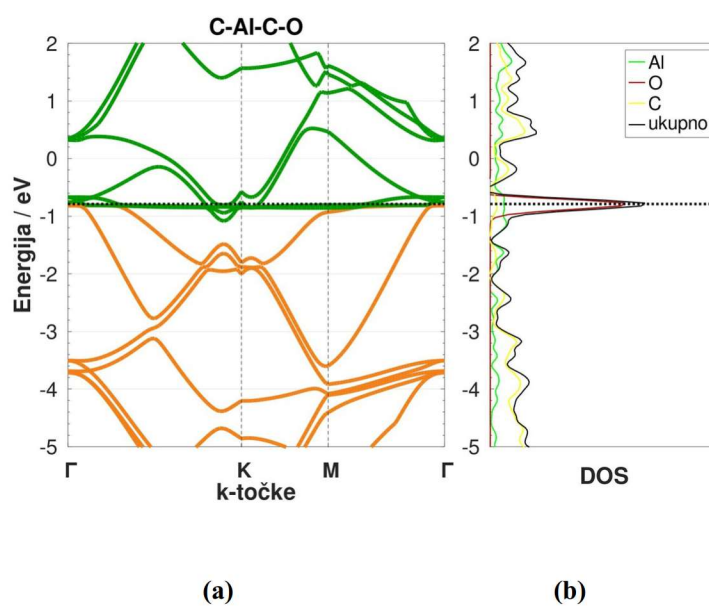 C-Al-C-O
2
1
0
-1
-2
-3
-4
-5
Energija / eV
Γ
K
M
Γ
k-točke
2
1
0
-1
-2
-3
-4
-5
Al
O
C
ukupno
DOS
(a)
(b)